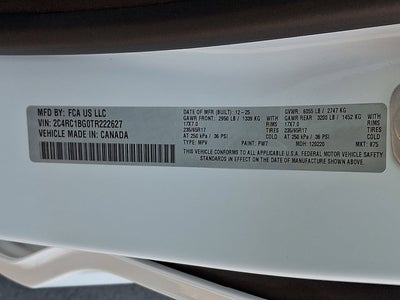 MFD BY: FCA US LLC
VIN: 2C4RC1BG0TR222627
VEHICLE MADE IN: CANADA
DATE OF MFR (BUILT): 12-25 GVWR: 6055 LB / 2747 KG
GAWR FRONT: 2950 LB / 1339 KG WITH GAWR REAR: 3200 LB / 1452 KG WITH
17X7.0 RIMS 17X7.0 RIMS
235/65R17 TIRES 235/65R17 TIRES
AT 250 kPa / 36 PSI COLD AT 250 kPa / 36 PSI COLD
TYPE: MPV PAINT: PW7 MDH: 120220 MKT: #75
THIS VEHICLE CONFORMS TO ALL APPLICABLE U.S.A. FEDERAL MOTOR VEHICLE SAFETY
STANDARDS IN EFFECT ON THE DATE OF MANUFACTURE SHOWN ABOVE.